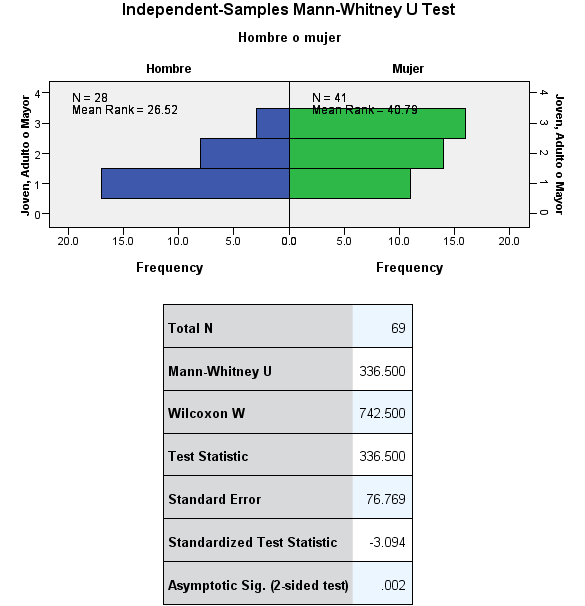 Independent-Samples Mann-Whitney U Test
Hombre o mujer
Hombre Mujer
N = 28
Mean Rank = 26.52
N = 41
Mean Rank = 40.79
Joven, Adulto o Mayor
4
3
2
1
0
4
3
2
1
0
Joven, Adulto o Mayor
20.0 15.0 10.0 5.0 0.0 5.0 10.0 15.0 20.0
Frequency Frequency
Total N 69
Mann-Whitney U 336.500
Wilcoxon W 742.500
Test Statistic 336.500
Standard Error 76.769
Standardized Test Statistic -3.094
Asymptotic Sig. (2-sided test) .002